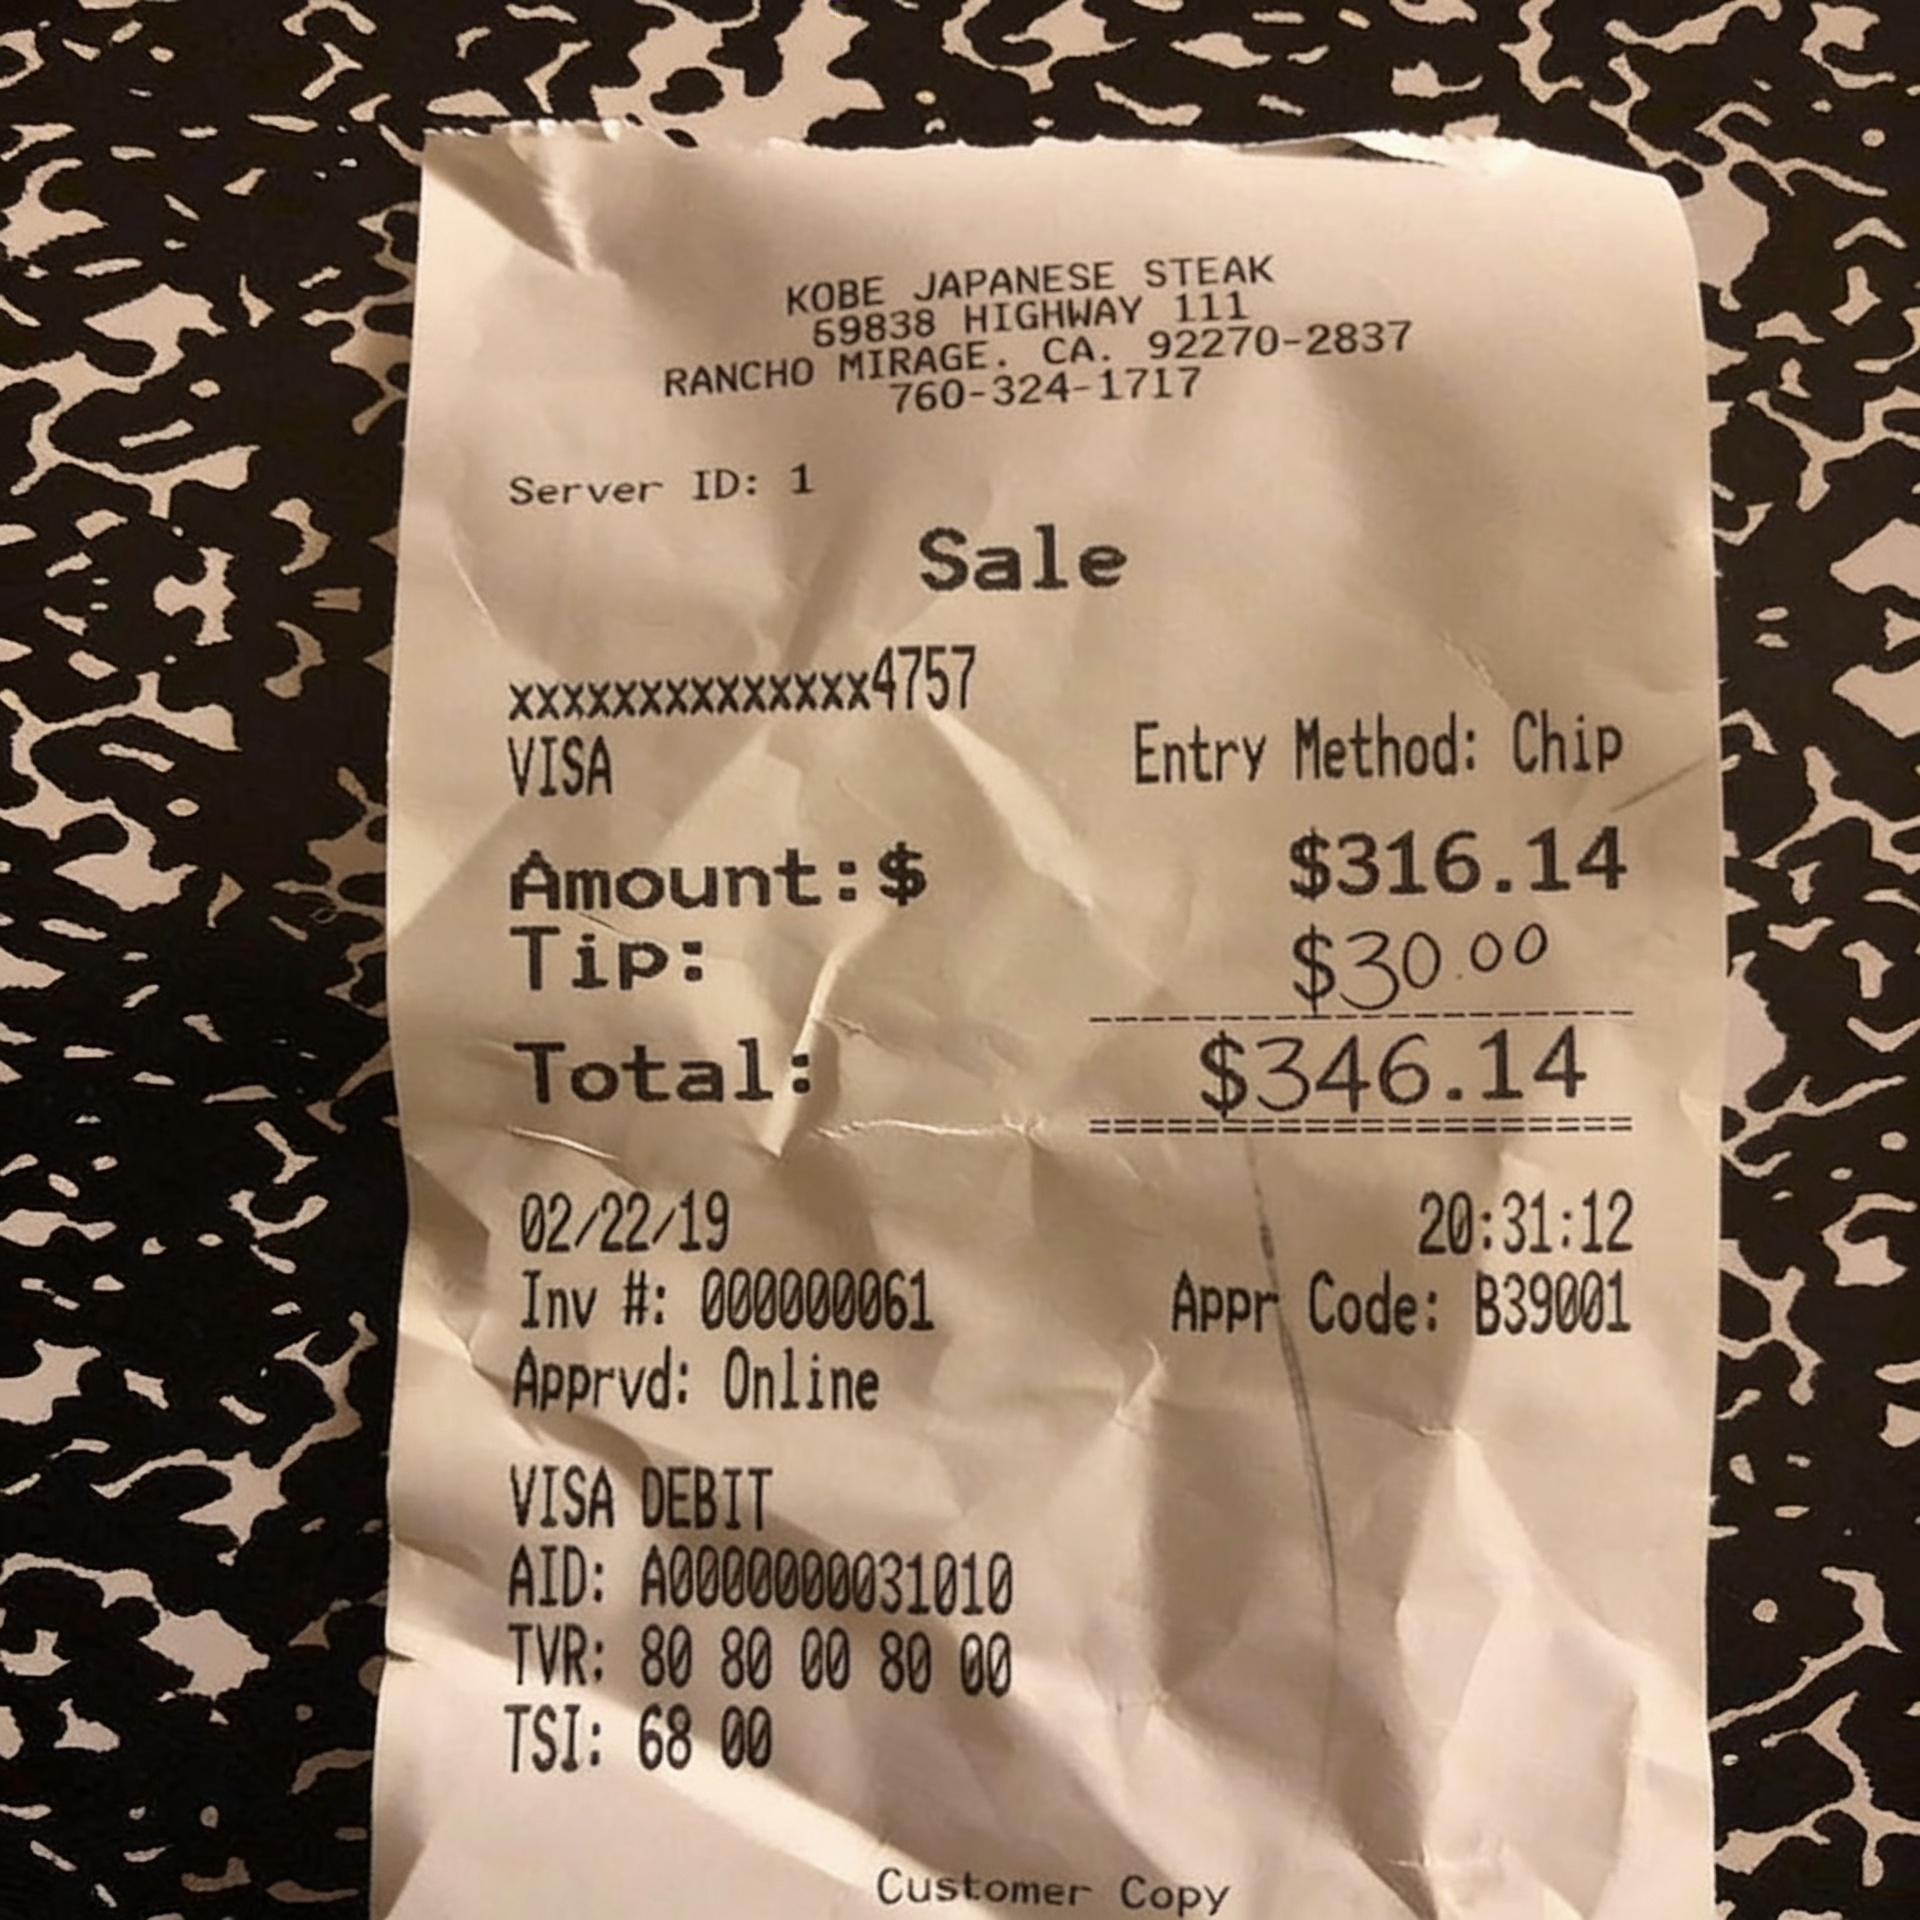 KOBE JAPANESE STEAK
69838 HIGHWAY 111
RANCHO MIRAGE. CA. 92270-2837
760-324-1717
Server ID: 1
Sale
xxxxxxxxxxxxxx4757
VISA Entry Method: Chip
Amount:$ $316.14
Tip: $30.00
Total: $346.14
02/22/19 20:31:12
Inv #: 000000061 Appr Code: B39001
Apprvd: Online
VISA DEBIT
AID: A0000000031010
TVR: 80 80 00 80 00
TSI: 68 00
Customer Copy